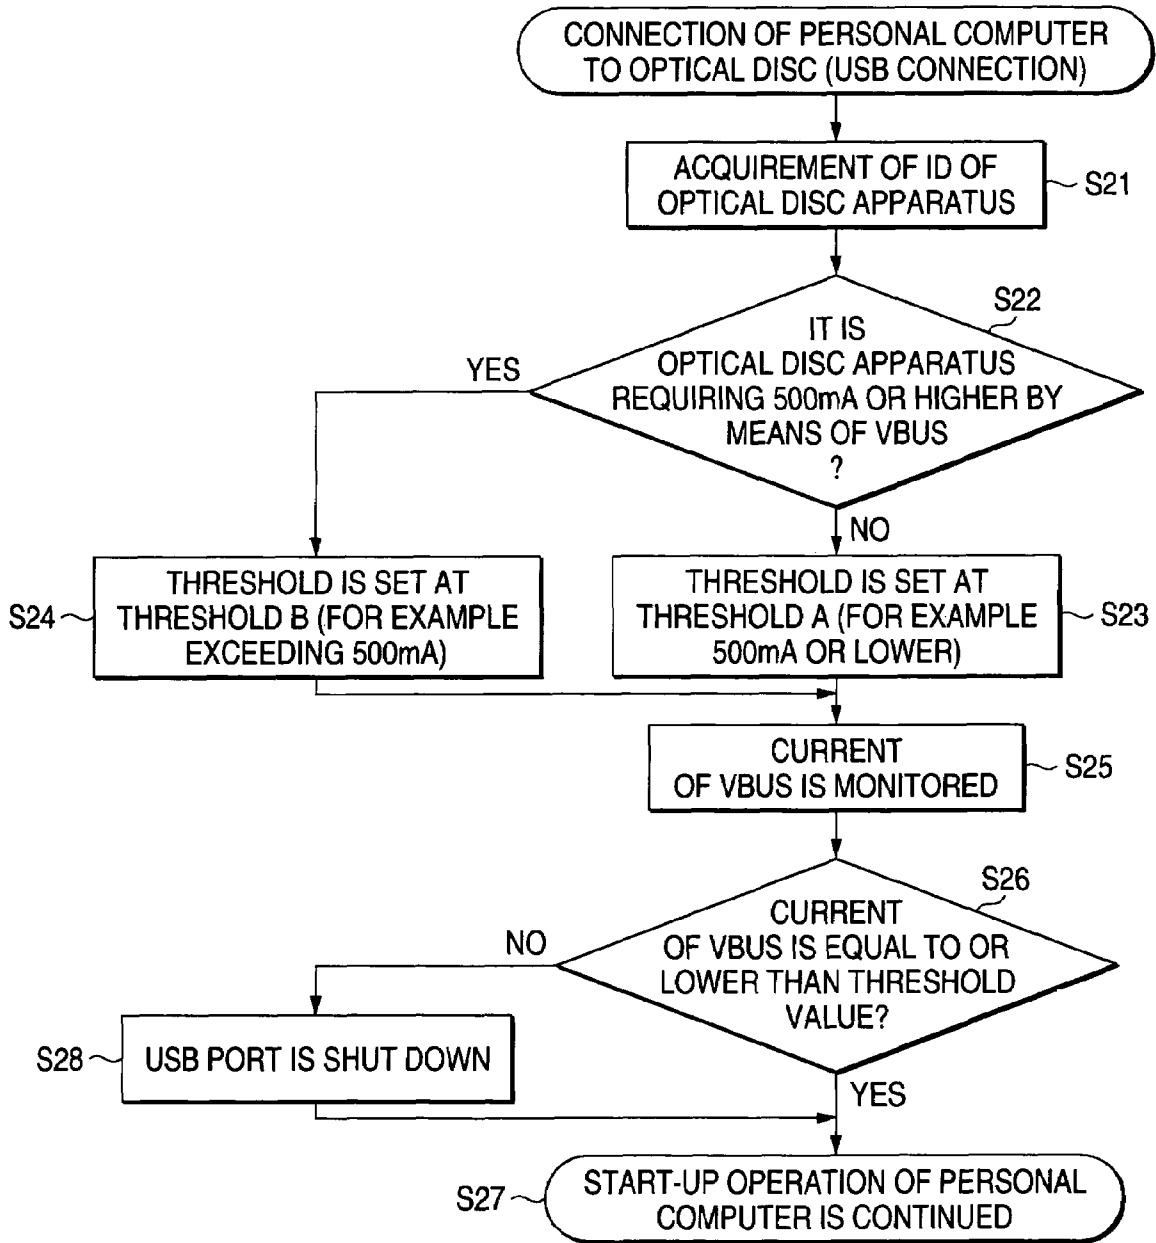 CONNECTION OF PERSONAL COMPUTER
TO OPTICAL DISC (USB CONNECTION)
ACQUIREMENT OF ID OF
OPTICAL DISC APPARATUS
S21
S22
IT IS
OPTICAL DISC APPARATUS
REQUIRING 500mA OR HIGHER BY
MEANS OF VBUS
?
YES
NO
S24
THRESHOLD IS SET AT
THRESHOLD B (FOR EXAMPLE
EXCEEDING 500mA)
THRESHOLD IS SET AT
THRESHOLD A (FOR EXAMPLE
500mA OR LOWER)
S23
CURRENT
OF VBUS IS MONITORED
S25
S26
CURRENT
OF VBUS IS EQUAL TO OR
LOWER THAN THRESHOLD
VALUE?
NO
YES
S28
USB PORT IS SHUT DOWN
S27
START-UP OPERATION OF PERSONAL
COMPUTER IS CONTINUED